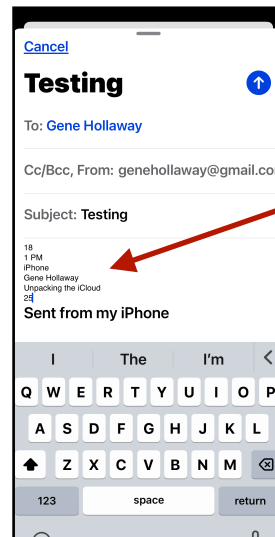 Cancel
Testing
To: Gene Hollaway
Cc/Bcc, From: genehollaway@gmail.co
Subject: Testing
18
1 PM
iPhone
Gene Hollaway
Unpacking the iCloud
25
Sent from my iPhone
I The I'm
Q W E R T Y U I O P
A S D F G H J K L
Z X C V B N M
123 space return